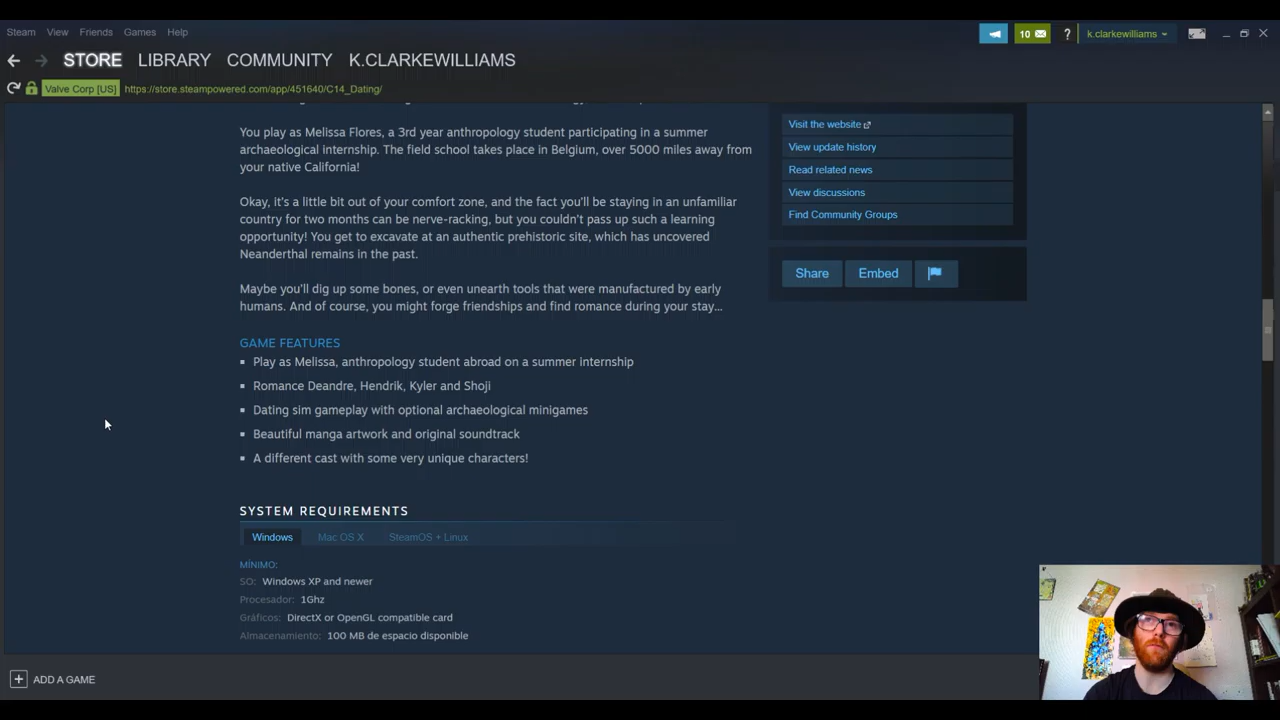 Steam View Friends Games Help
10 ? k.clarkewilliams
STORE LIBRARY COMMUNITY K.CLARKEWILLIAMS
Valve Corp [US] https://store.steampowered.com/app/451640/C14_Dating/
You play as Melissa Flores, a 3rd year anthropology student participating in a summer
archaeological internship. The field school takes place in Belgium, over 5000 miles away from
your native California!
Okay, it's a little bit out of your comfort zone, and the fact you'll be staying in an unfamiliar
country for two months can be nerve-racking, but you couldn't pass up such a learning
opportunity! You get to excavate at an authentic prehistoric site, which has uncovered
Neanderthal remains in the past.
Maybe you'll dig up some bones, or even unearth tools that were manufactured by early
humans. And of course, you might forge friendships and find romance during your stay...
GAME FEATURES
Play as Melissa, anthropology student abroad on a summer internship
Romance Deandre, Hendrik, Kyler and Shoji
Dating sim gameplay with optional archaeological minigames
Beautiful manga artwork and original soundtrack
A different cast with some very unique characters!
SYSTEM REQUIREMENTS
Windows Mac OS X SteamOS + Linux
MÍNIMO:
SO: Windows XP and newer
Procesador: 1Ghz
Gráficos: DirectX or OpenGL compatible card
Almacenamiento: 100 MB de espacio disponible
Visit the website
View update history
Read related news
View discussions
Find Community Groups
Share Embed
+ ADD A GAME